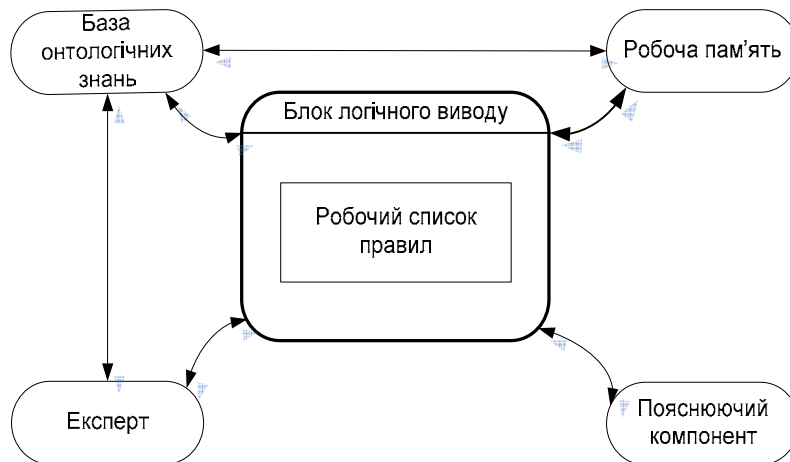 База
онтологічних
знань
Робоча пам’ять
Блок логічного виводу
Робочий список
правил
Експерт
Пояснюючий
компонент